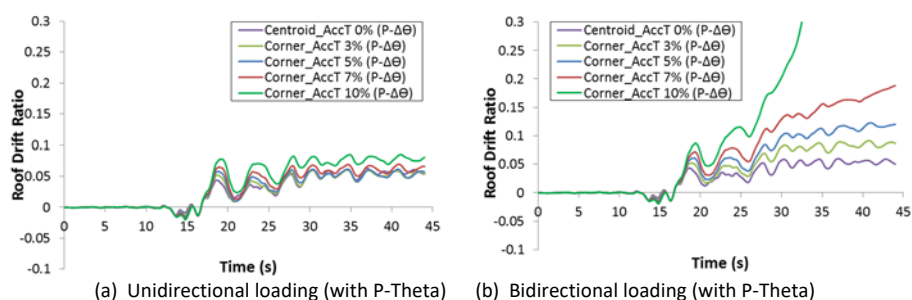 0.3
0.25
0.2
0.15
0.1
0.05
0
-0.05
-0.1
Roof Drift Ratio
Centroid_AccT 0% (P-ΔΘ)
Corner_AccT 3% (P-ΔΘ)
Corner_AccT 5% (P-ΔΘ)
Corner_AccT 7% (P-ΔΘ)
Corner_AccT 10% (P-ΔΘ)
0 5 10 15 20 25 30 35 40 45
Time (s)
(a) Unidirectional loading (with P-Theta)
(b)
0.3
0.25
0.2
0.15
0.1
0.05
0
-0.05
-0.1
Roof Drift Ratio
Centroid_AccT 0% (P-ΔΘ)
Corner_AccT 3% (P-ΔΘ)
Corner_AccT 5% (P-ΔΘ)
Corner_AccT 7% (P-ΔΘ)
Corner_AccT 10% (P-ΔΘ)
0 5 10 15 20 25 30 35 40 45
Time (s)
(b) Bidirectional loading (with P-Theta)